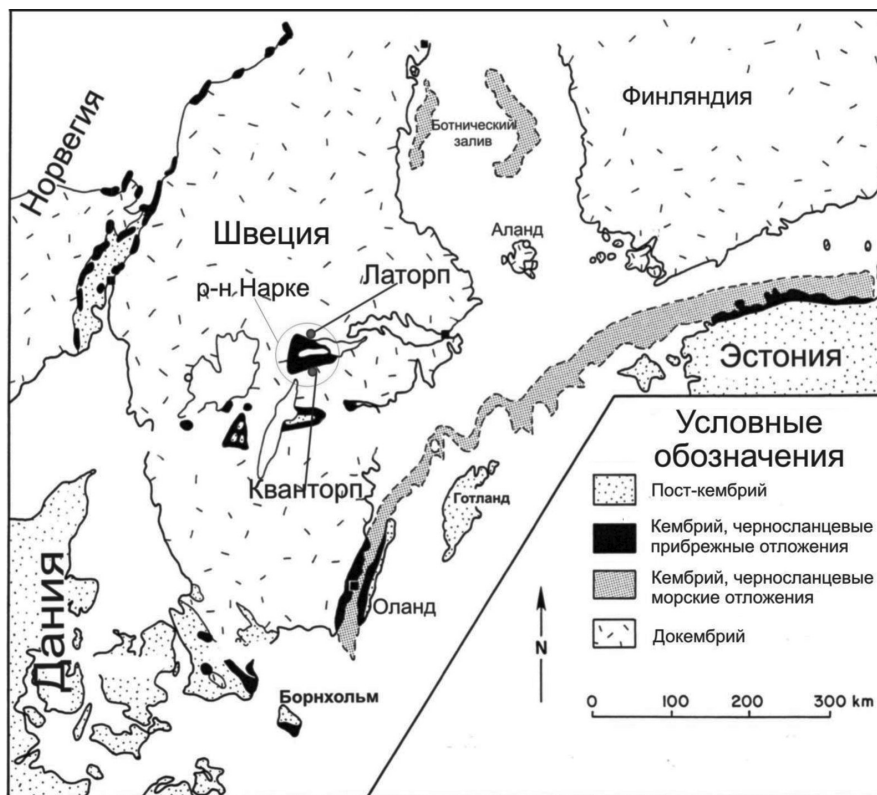 Норвегия
Финляндия
Ботнический
залив
Швеция
Аланд
Латорп
р-н Нарке
Эстония
Кванторп
Готланд
Оланд
Дания
Борнхольм
Условные
обозначения
Пост-кембрий
Кембрий, черносланцевые
прибрежные отложения
Кембрий, черносланцевые
морские отложения
Докембрий
N
0 100 200 300 km